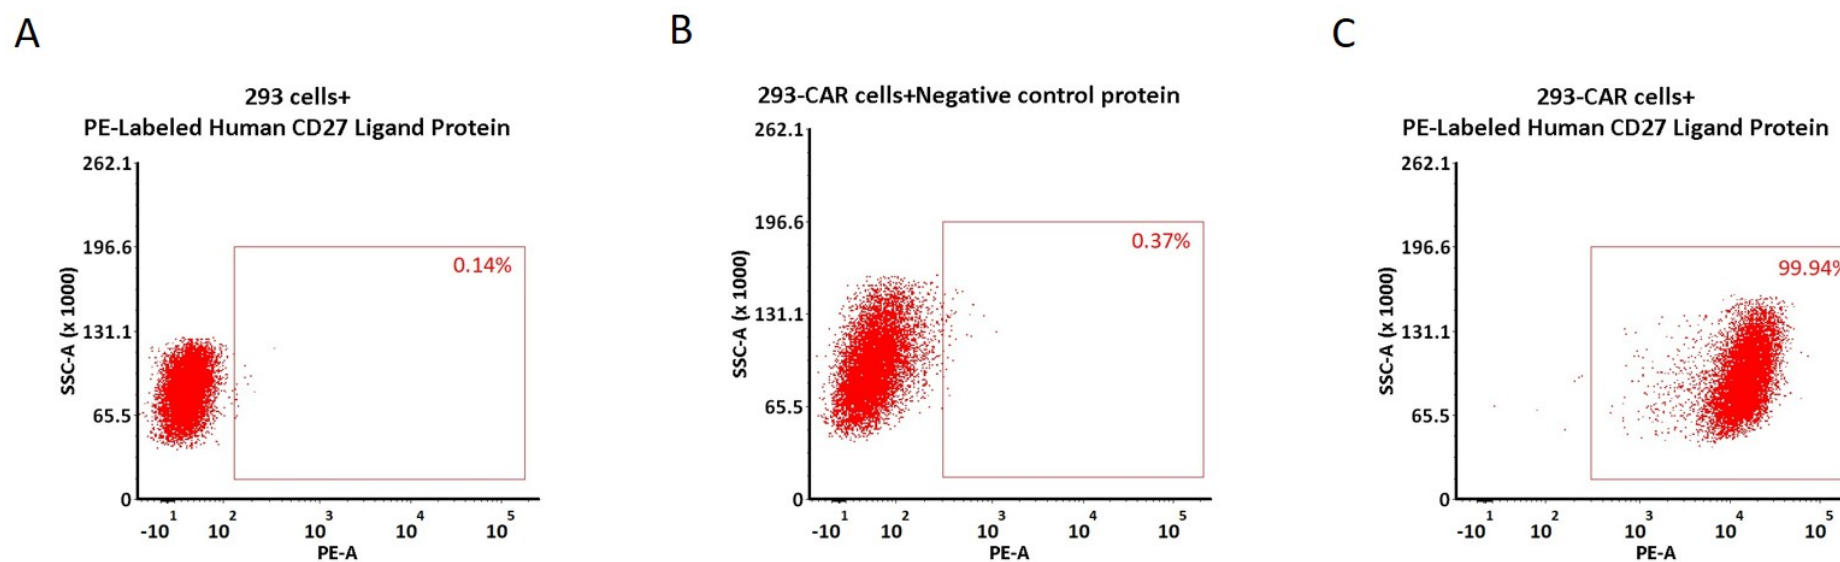 A
B
C
293 cells+
PE-Labeled Human CD27 Ligand Protein
262.1
196.6
131.1
65.5
0
SSC-A (x 1000)
0.14%
-10 1
10 2
10 3
10 4
10 5
PE-A
293-CAR cells+Negative control protein
262.1
196.6
131.1
65.5
0
SSC-A (x 1000)
0.37%
-10 1
10 2
10 3
10 4
10 5
PE-A
293-CAR cells+
PE-Labeled Human CD27 Ligand Protein
262.1
196.6
131.1
65.5
0
SSC-A (x 1000)
99.94%
-10 1
10 2
10 3
10 4
10 5
PE-A